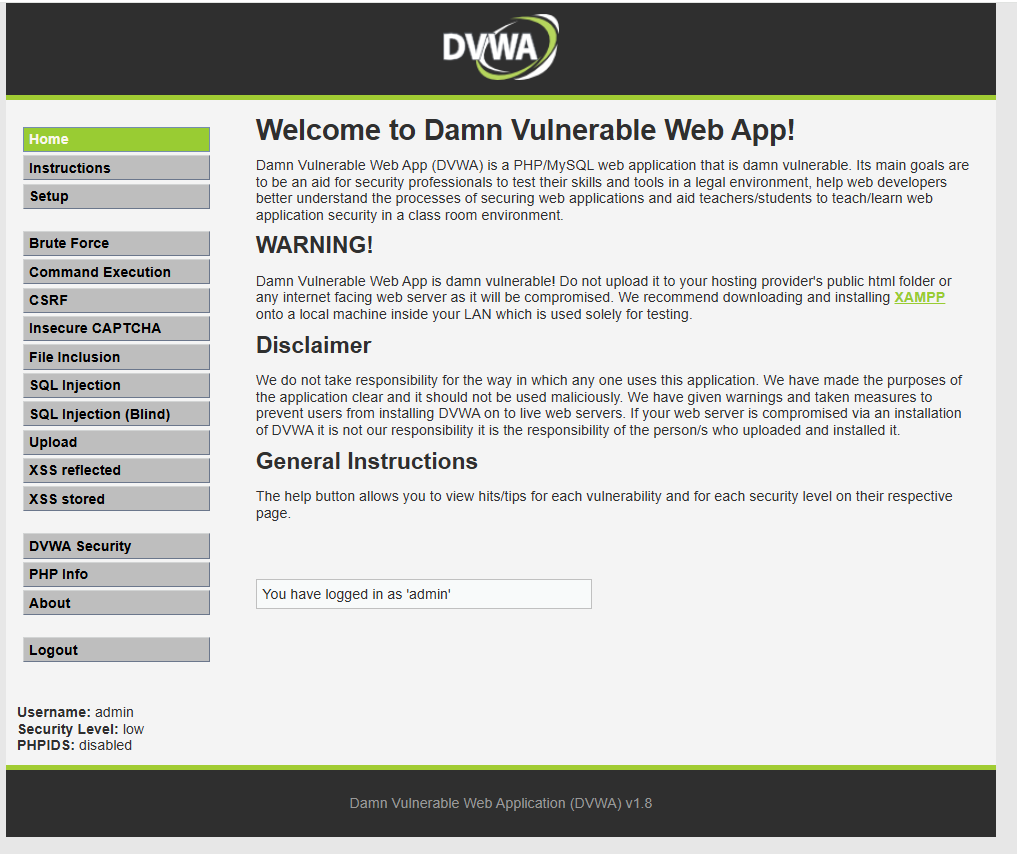 DVWA
Home
Instructions
Setup
Brute Force
Command Execution
CSRF
Insecure CAPTCHA
File Inclusion
SQL Injection
SQL Injection (Blind)
Upload
XSS reflected
XSS stored
DVWA Security
PHP Info
About
Logout
Welcome to Damn Vulnerable Web App!
Damn Vulnerable Web App (DVWA) is a PHP/MySQL web application that is damn vulnerable. Its main goals are
to be an aid for security professionals to test their skills and tools in a legal environment, help web developers
better understand the processes of securing web applications and aid teachers/students to teach/learn web
application security in a class room environment.
WARNING!
Damn Vulnerable Web App is damn vulnerable! Do not upload it to your hosting provider's public html folder or
any internet facing web server as it will be compromised. We recommend downloading and installing XAMPP
onto a local machine inside your LAN which is used solely for testing.
Disclaimer
We do not take responsibility for the way in which any one uses this application. We have made the purposes of
the application clear and it should not be used maliciously. We have given warnings and taken measures to
prevent users from installing DVWA on to live web servers. If your web server is compromised via an installation
of DVWA it is not our responsibility it is the responsibility of the person/s who uploaded and installed it.
General Instructions
The help button allows you to view hits/tips for each vulnerability and for each security level on their respective
page.
You have logged in as 'admin'
Username: admin
Security Level: low
PHPIDS: disabled
Damn Vulnerable Web Application (DVWA) v1.8